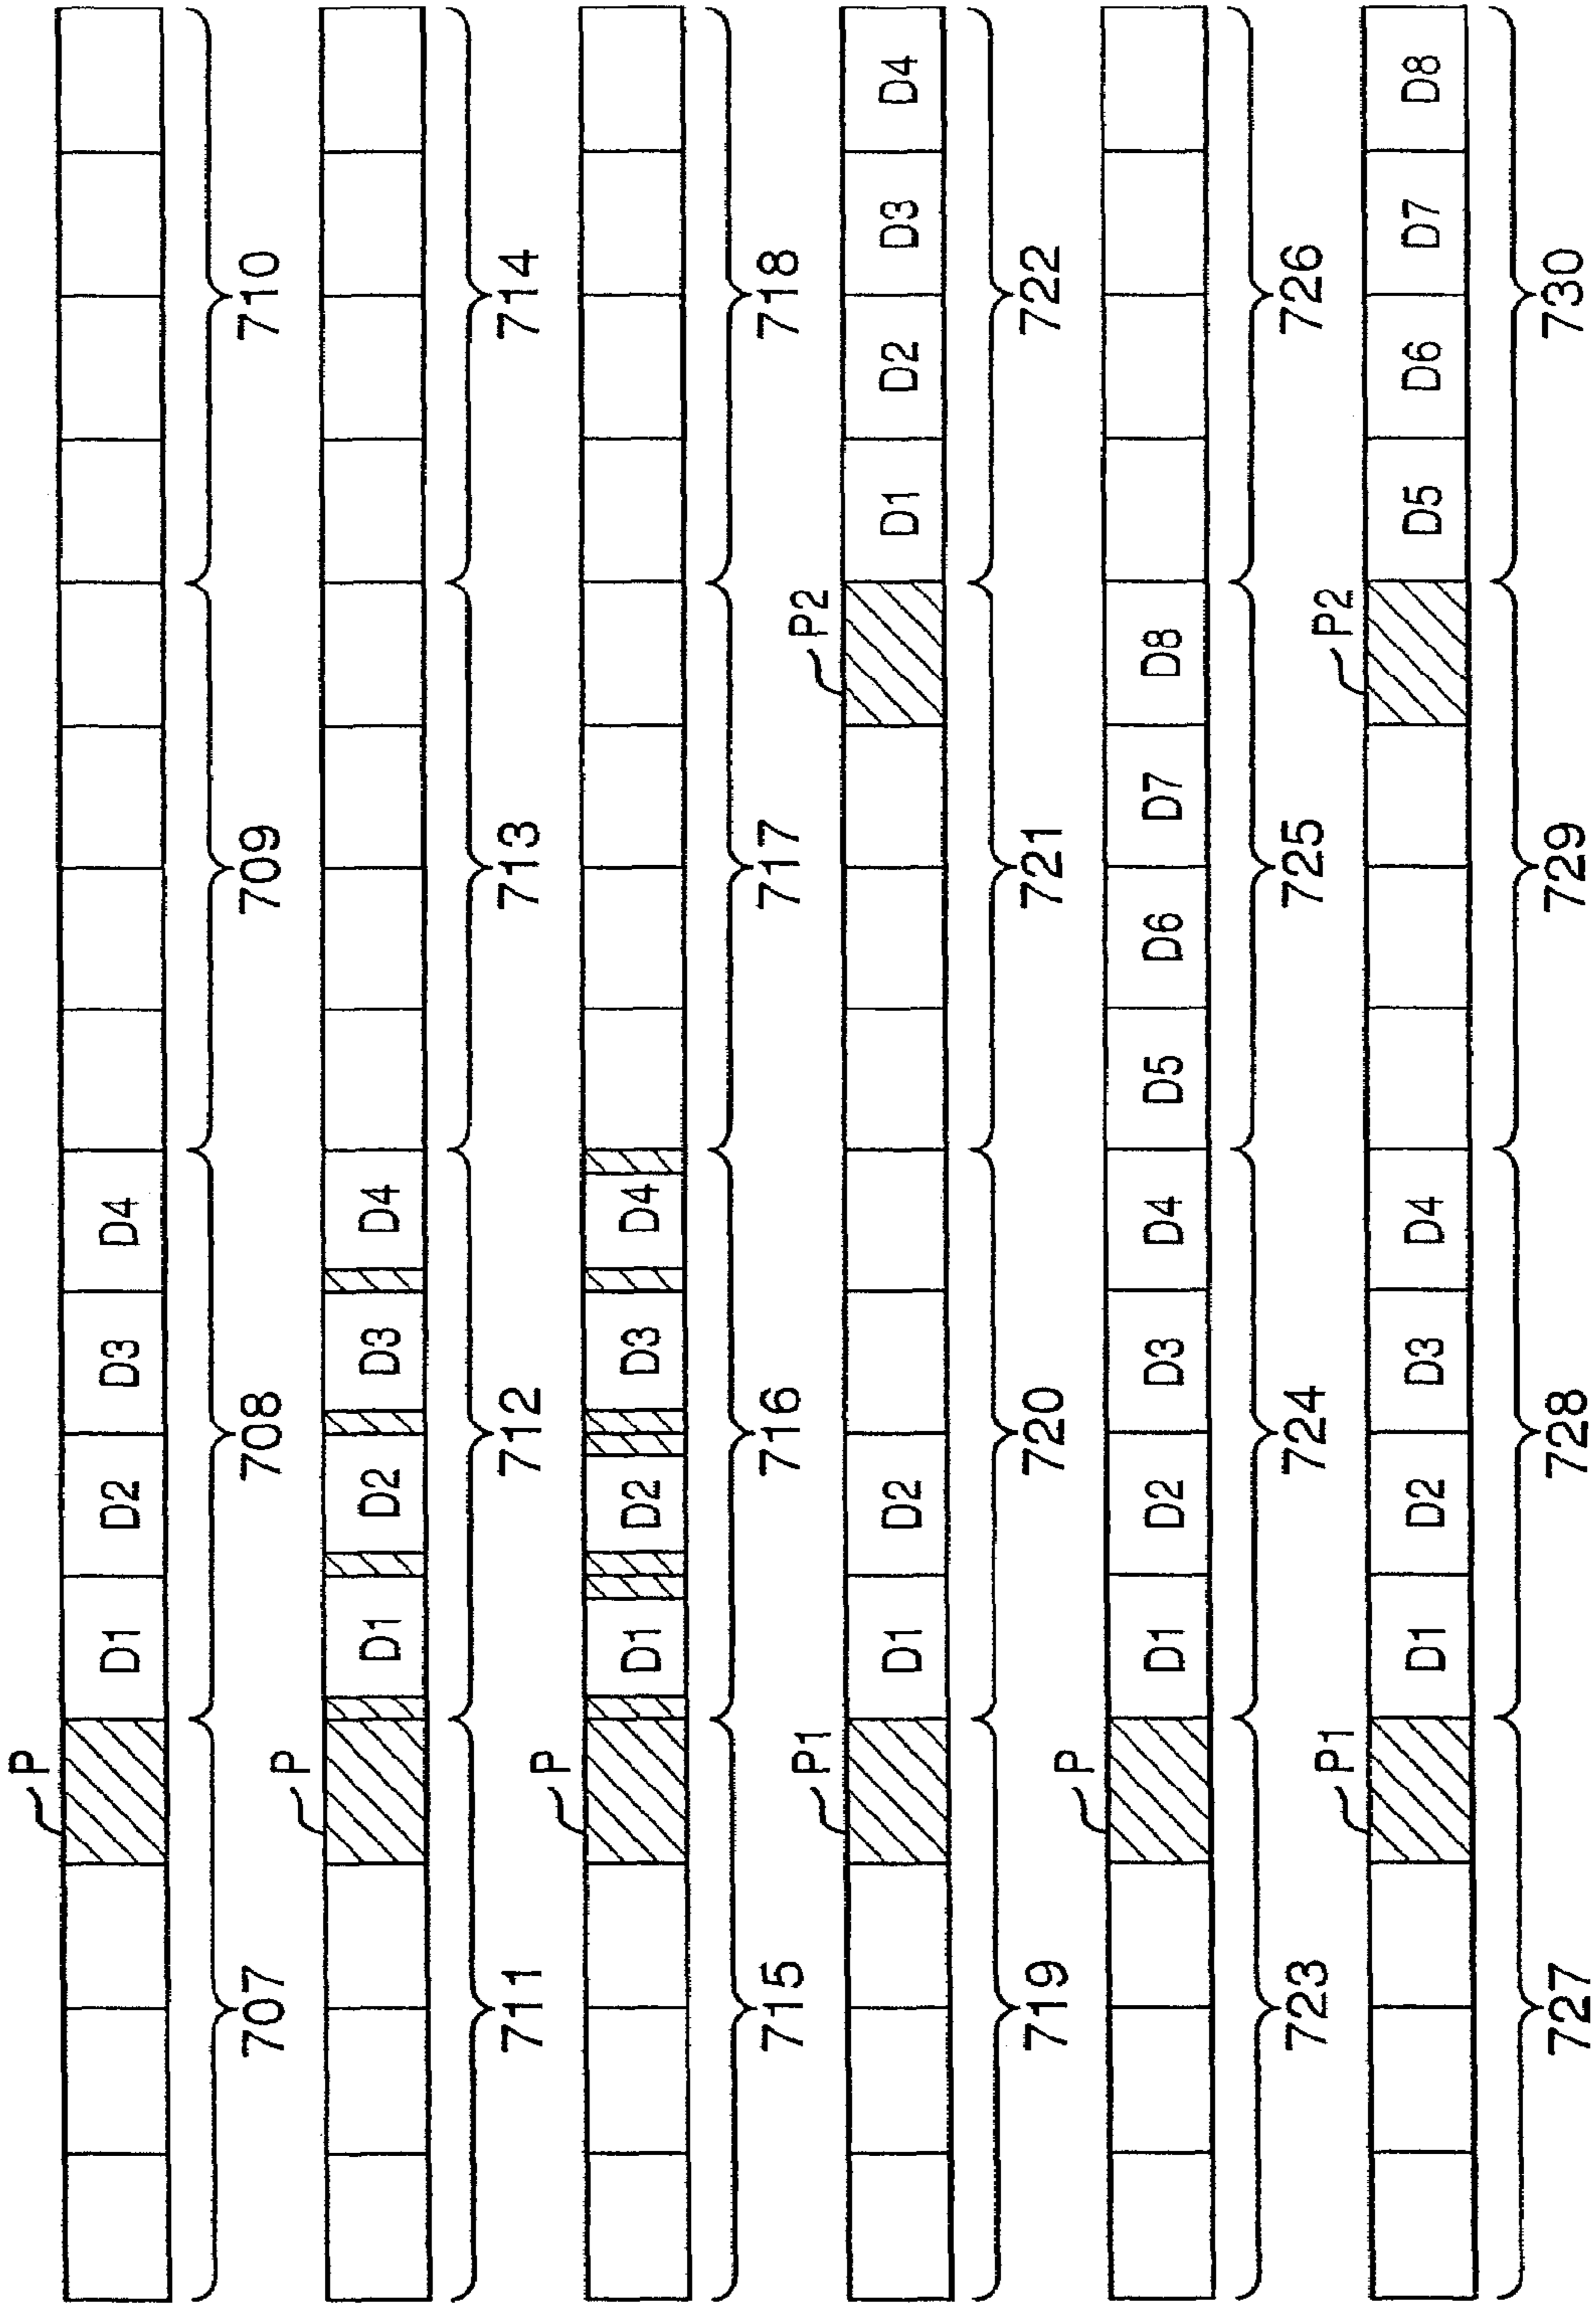 P
D1 D2 D3 D4
707 708 709 710
P
D1 D2 D3 D4
711 712 713 714
P
D1 D2 D3 D4
715 716 717 718
P1 P2
D1 D2 D1 D2 D3 D4
719 720 721 722
P
D1 D2 D3 D4 D5 D6 D7 D8
723 724 725 726
P1 P2
D1 D2 D3 D4 D5 D6 D7 D8
727 728 729 730